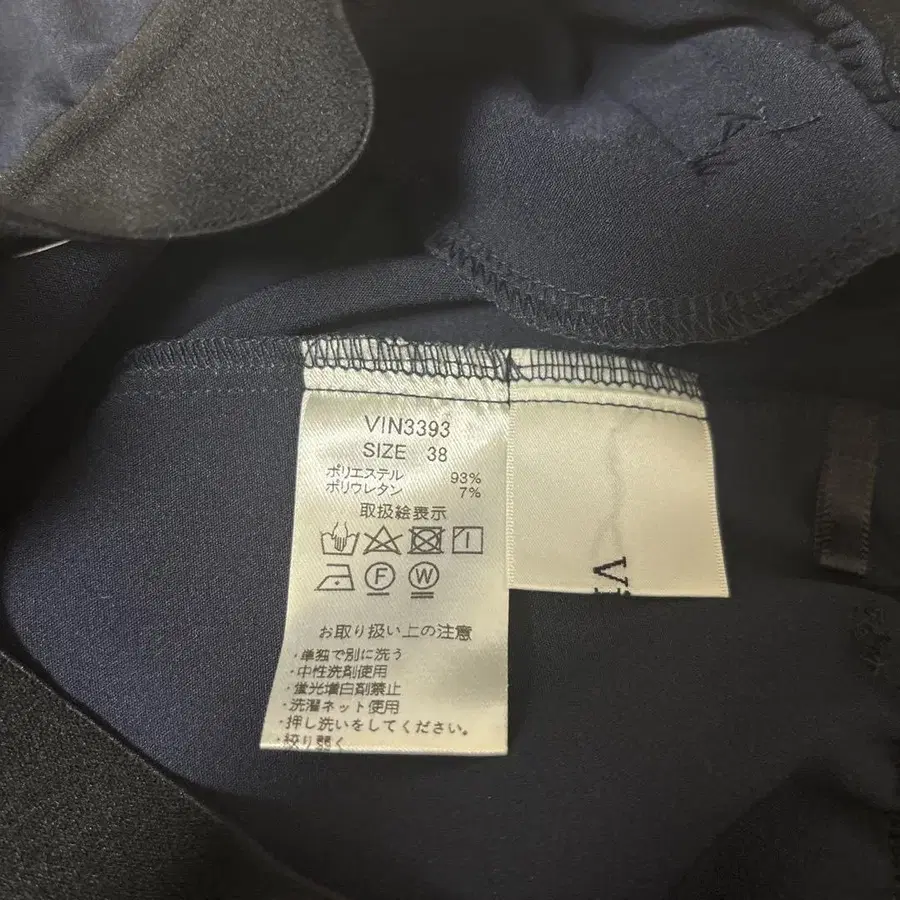 VIN3393
SIZE 38
ポリエステル 93%
ポリウレタン 7%
取扱絵表示
F W
お取り扱い上の注意
・単独で別に洗う
・中性洗剤使用
・蛍光増白剤禁止
・洗濯ネット使用
・押し洗いをしてください。
・絞り弱く